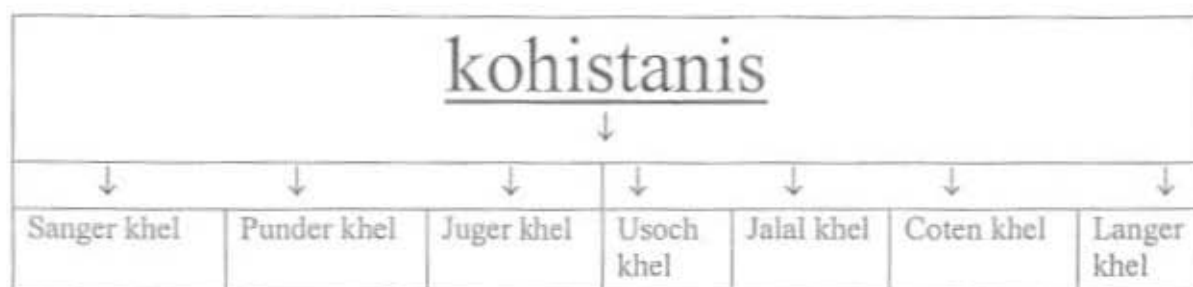 kohistanis
↓
↓ ↓ ↓ ↓ ↓ ↓ ↓
Sanger khel Punder khel Juger khel Usoch khel Jalal khel Coten khel Langer khel